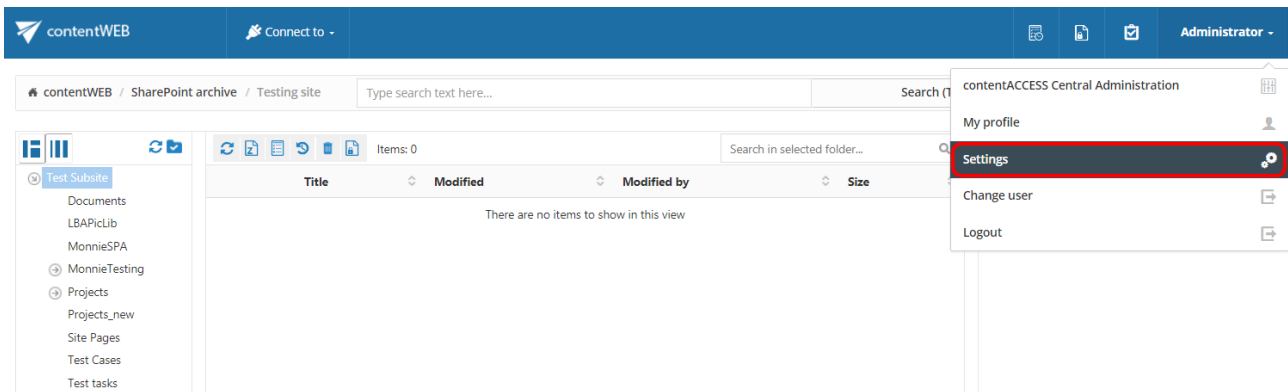 contentWEB
Connect to
Administrator
contentWEB / SharePoint archive / Testing site
Type search text here...
Search (T
contentACCESS Central Administration
My profile
Settings
Change user
Logout
Items: 0
Search in selected folder...
Title Modified Modified by Size
There are no items to show in this view
Test Subsite
Documents
LBAPicLib
MonnieSPA
MonnieTesting
Projects
Projects_new
Site Pages
Test Cases
Test tasks